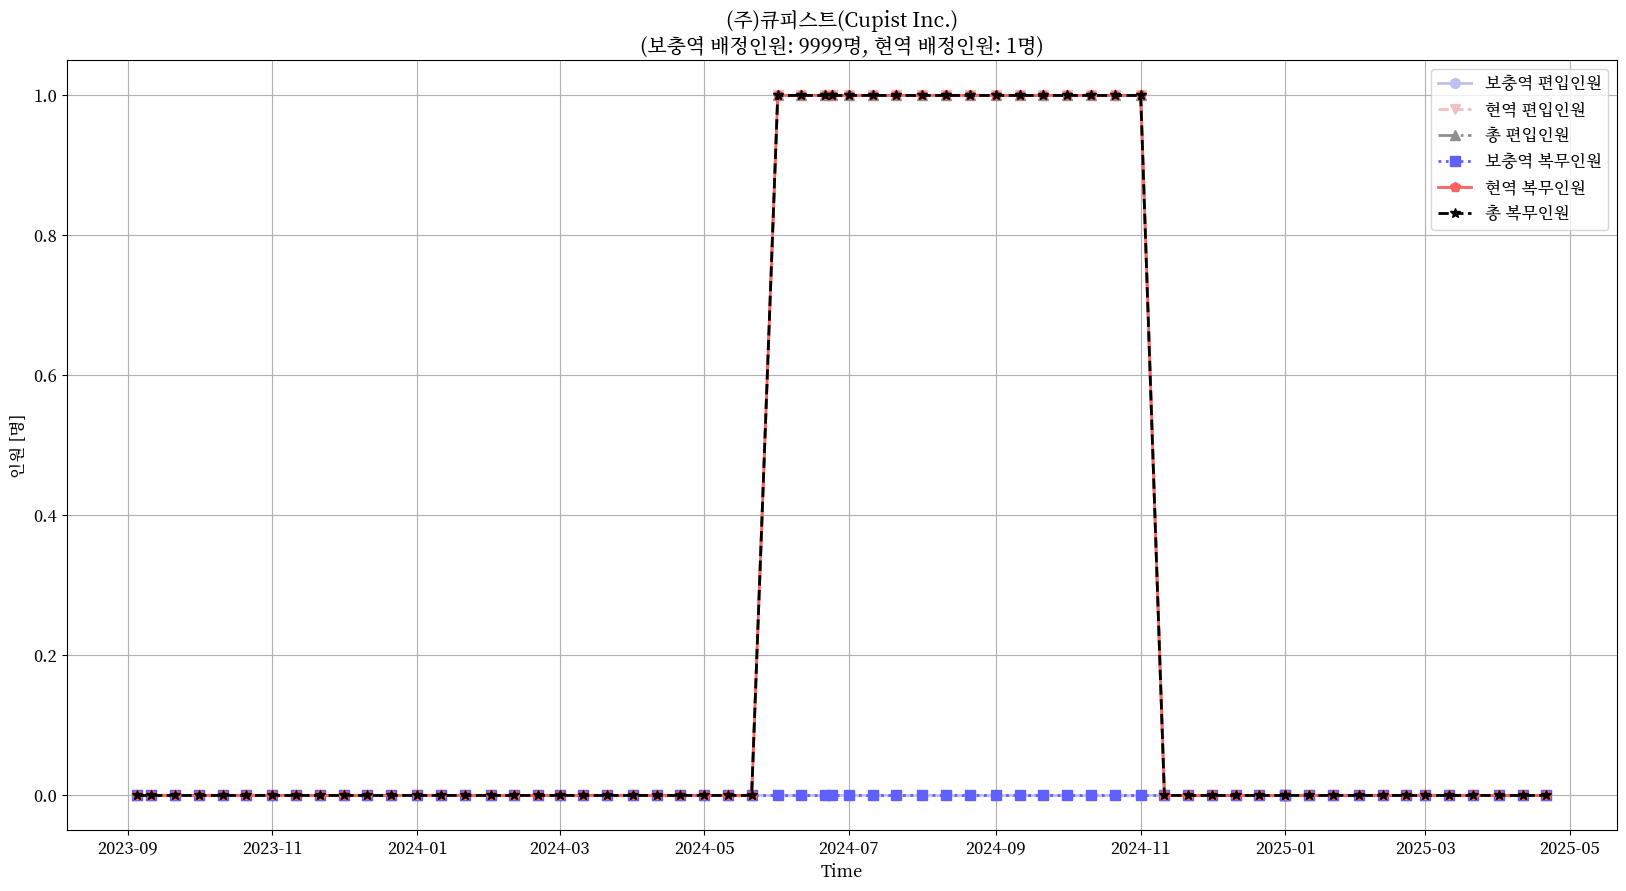 (주)큐피스트(Cupist Inc.)
(보충역 배정인원: 9999명, 현역 배정인원: 1명)
보충역 편입인원
현역 편입인원
총 편입인원
보충역 복무인원
현역 복무인원
총 복무인원
인원 [명]
1.0
0.8
0.6
0.4
0.2
0.0
2023-09 2023-11 2024-01 2024-03 2024-05 2024-07 2024-09 2024-11 2025-01 2025-03 2025-05
Time